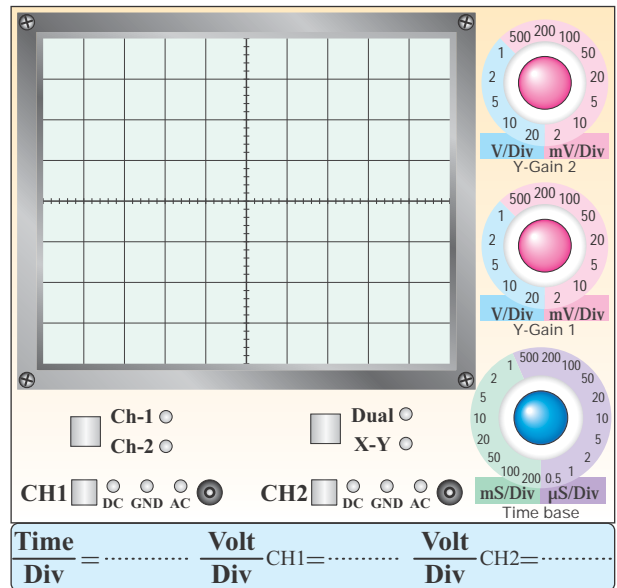 500 200 100
1 50
2 20
5 5
10 10
20 2
V/Div mV/Div
Y-Gain 2
500 200 100
1 50
2 20
5 5
10 10
20 2
V/Div mV/Div
Y-Gain 1
500 200 100
1 50
2 20
5 10
10 5
20 2
50 1
100 200 0.5
mS/Div µS/Div
Time base
Ch-1
Ch-2
Dual
X-Y
CH1 DC GND AC
CH2 DC GND AC
Time Volt Volt
= ............... CH1=............ CH2=............
Div Div Div